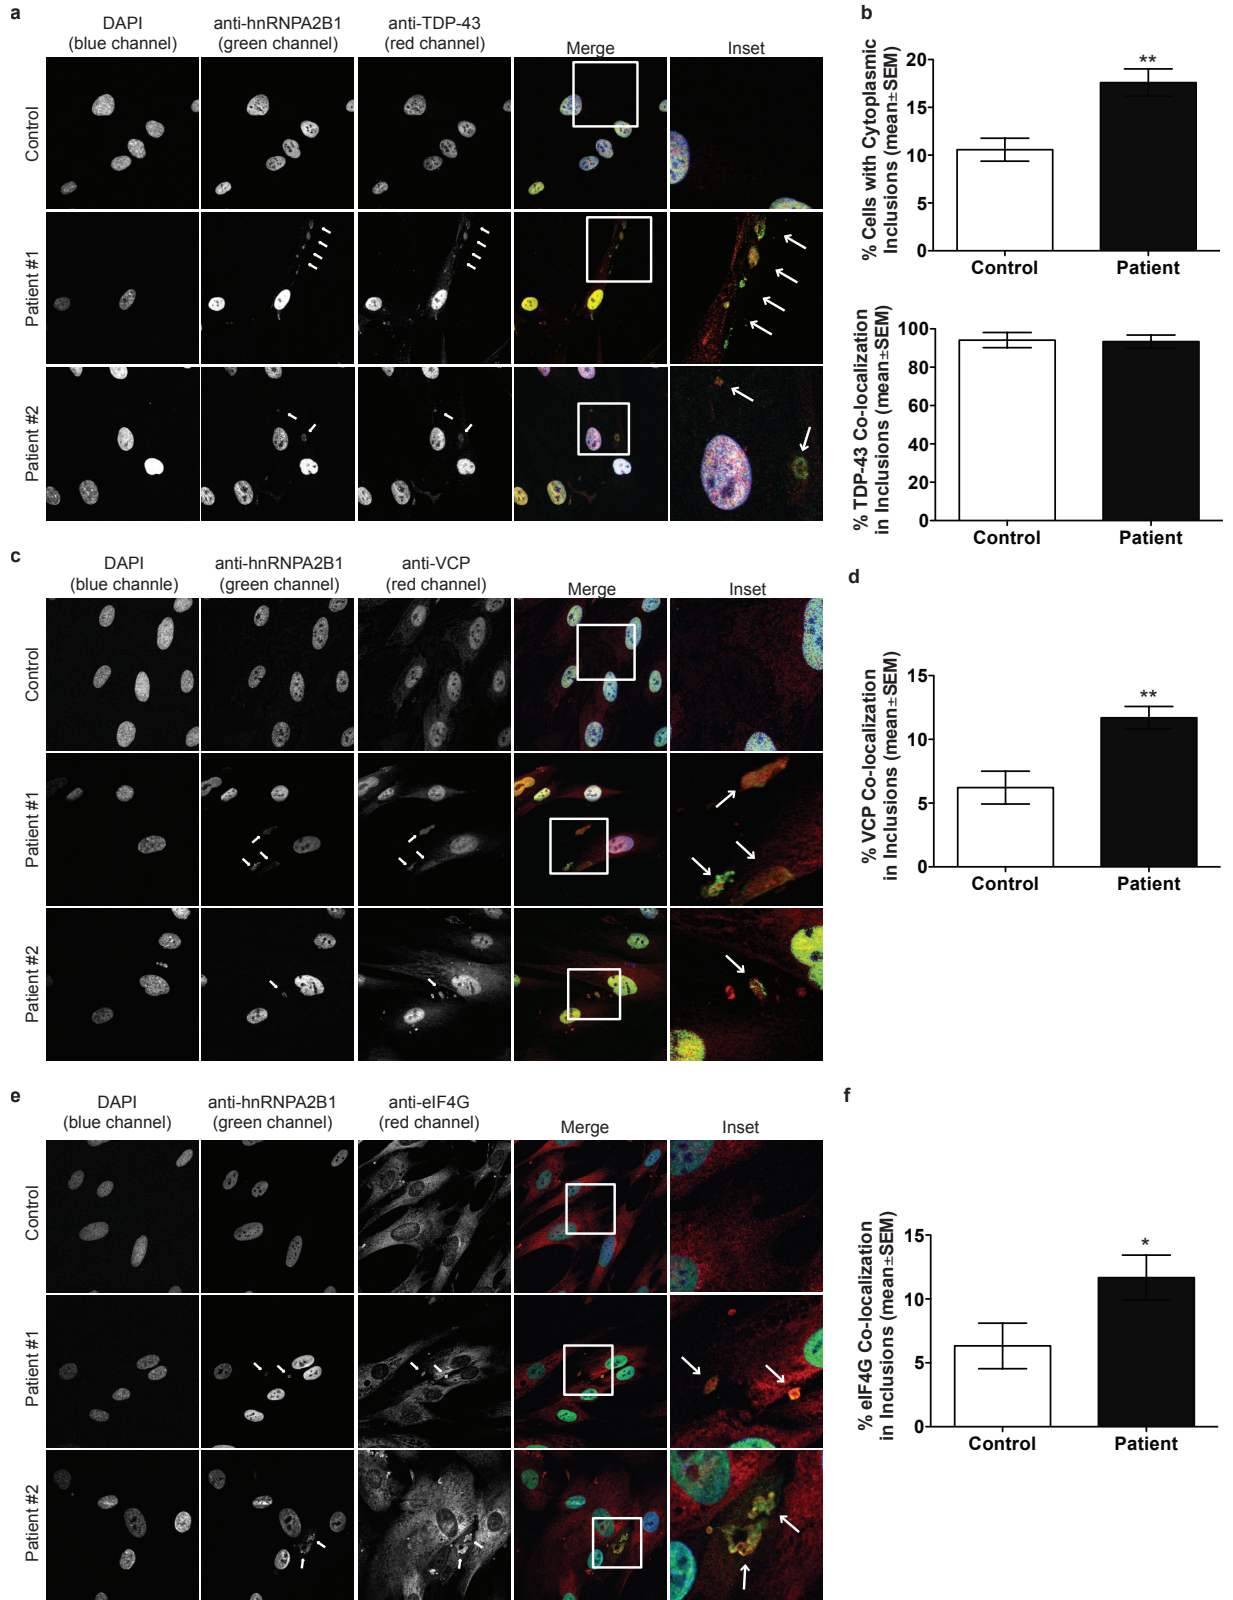 a
DAPI
(blue channel)
anti-hnRNPA2B1
(green channel)
anti-TDP-43
(red channel)
Merge
Inset
Control
Patient #1
Patient #2
b
% Cells with Cytoplasmic
Inclusions (mean±SEM)
20
15
10
5
0
**
Control
Patient
% TDP-43 Co-localization
in Inclusions (mean±SEM)
100
80
60
40
20
0
Control
Patient
c
DAPI
(blue channle)
anti-hnRNPA2B1
(green channel)
anti-VCP
(red channel)
Merge
Inset
Control
Patient #1
Patient #2
d
% VCP Co-localization
in Inclusions (mean±SEM)
15
10
5
0
**
Control
Patient
e
DAPI
(blue channel)
anti-hnRNPA2B1
(green channel)
anti-eIF4G
(red channel)
Merge
Inset
Control
Patient #1
Patient #2
f
% eIF4G Co-localization
in Inclusions (mean±SEM)
15
10
5
0
*
Control
Patient